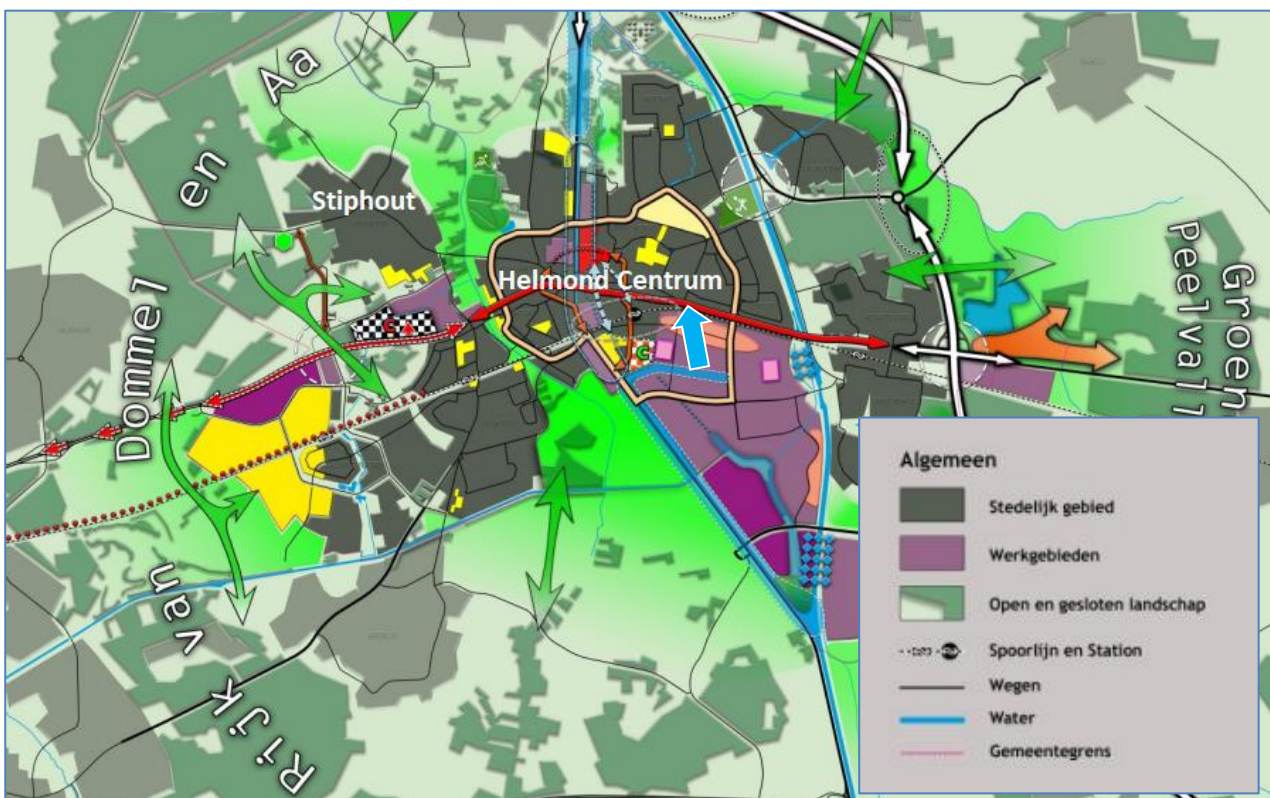 Aa
en
Dommel
Rijk van
Stiphout
Helmond Centrum
Groen
Peelvall
C
C
Algemeen
Stedelijk gebied
Werkgebieden
Open en gesloten landschap
Spoorlijn en Station
Wegen
Water
Gemeentegrens